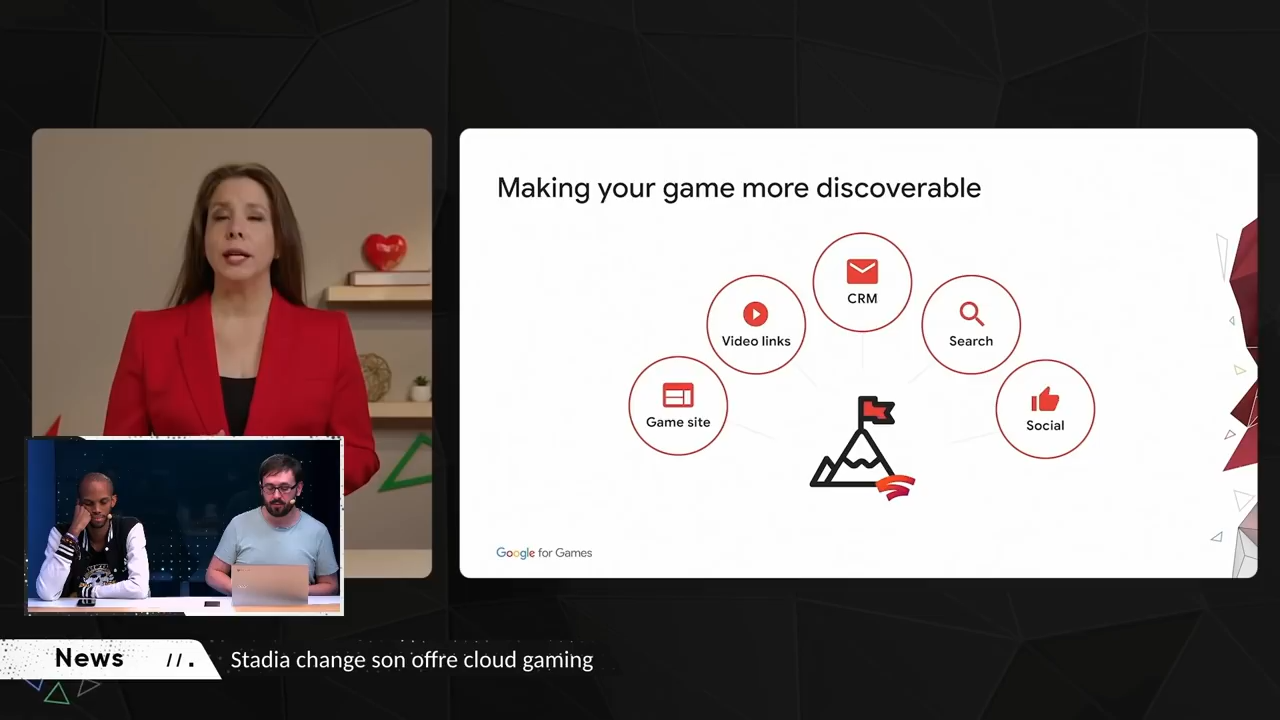 Making your game more discoverable
CRM
Video links
Search
Game site
Social
Google for Games
News //.
Stadia change son offre cloud gaming